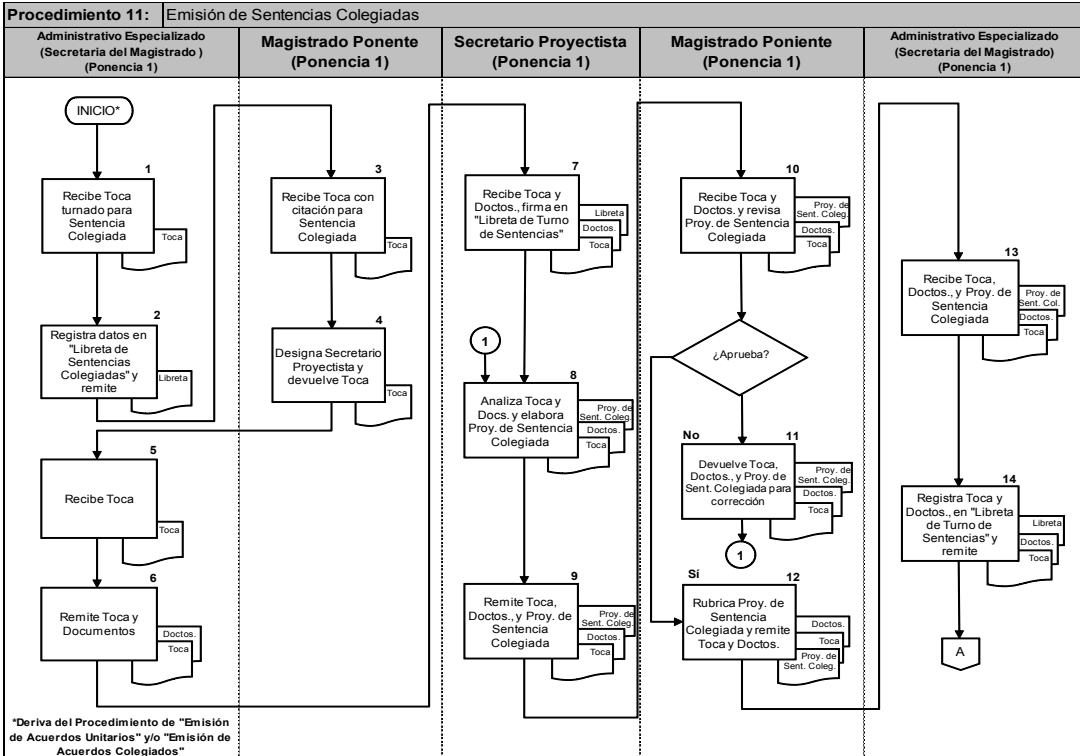 Procedimiento 11: Emisión de Sentencias Colegiadas
Administrativo Especializado
(Secretaria del Magistrado )
(Ponencia 1)
Magistrado Ponente
(Ponencia 1)
Secretario Proyectista
(Ponencia 1)
Magistrado Poniente
(Ponencia 1)
Administrativo Especializado
(Secretaria del Magistrado)
(Ponencia 1)
INICIO*
1
Recibe Toca
turnado para
Sentencia
Colegiada
Toca
2
Registra datos en
"Libreta de
Sentencias
Colegiadas" y
remite
Libreta
3
Recibe Toca con
citación para
Sentencia
Colegiada
Toca
4
Designa Secretario
Proyectista y
devuelve Toca
Toca
5
Recibe Toca
Toca
6
Remite Toca y
Documentos
Doctos.
Toca
*Deriva del Procedimiento de "Emisión
de Acuerdos Unitarios" y/o "Emisión de
Acuerdos Colegiados"
7
Recibe Toca y
Doctos., firma en
"Libreta de Turno
de Sentencias"
Libreta
Doctos.
Toca
1
8
Analiza Toca y
Docs. y elabora
Proy. de Sentencia
Colegiada
Proy. de
Sent. Coleg.
Doctos.
Toca
9
Remite Toca,
Doctos., y Proy. de
Sentencia
Colegiada
Proy. de
Sent. Coleg.
Doctos.
Toca
10
Recibe Toca y
Doctos. y revisa
Proy. de Sentencia
Colegiada
Proy. de
Sent. Coleg.
Doctos.
Toca
¿Aprueba?
No
11
Devuelve Toca,
Doctos., y Proy. de
Sent. Colegiada para
corrección
Proy. de
Sent. Coleg.
Doctos.
Toca
1
Sí
12
Rubrica Proy. de
Sentencia
Colegiada y remite
Toca y Doctos.
Doctos.
Toca
Proy. de
Sent. Coleg.
13
Recibe Toca,
Doctos., y Proy. de
Sentencia
Colegiada
Proy. de
Sent. Col.
Doctos.
Toca
14
Registra Toca y
Doctos., en "Libreta
de Turno de
Sentencias" y
remite
Libreta
Doctos.
Toca
A